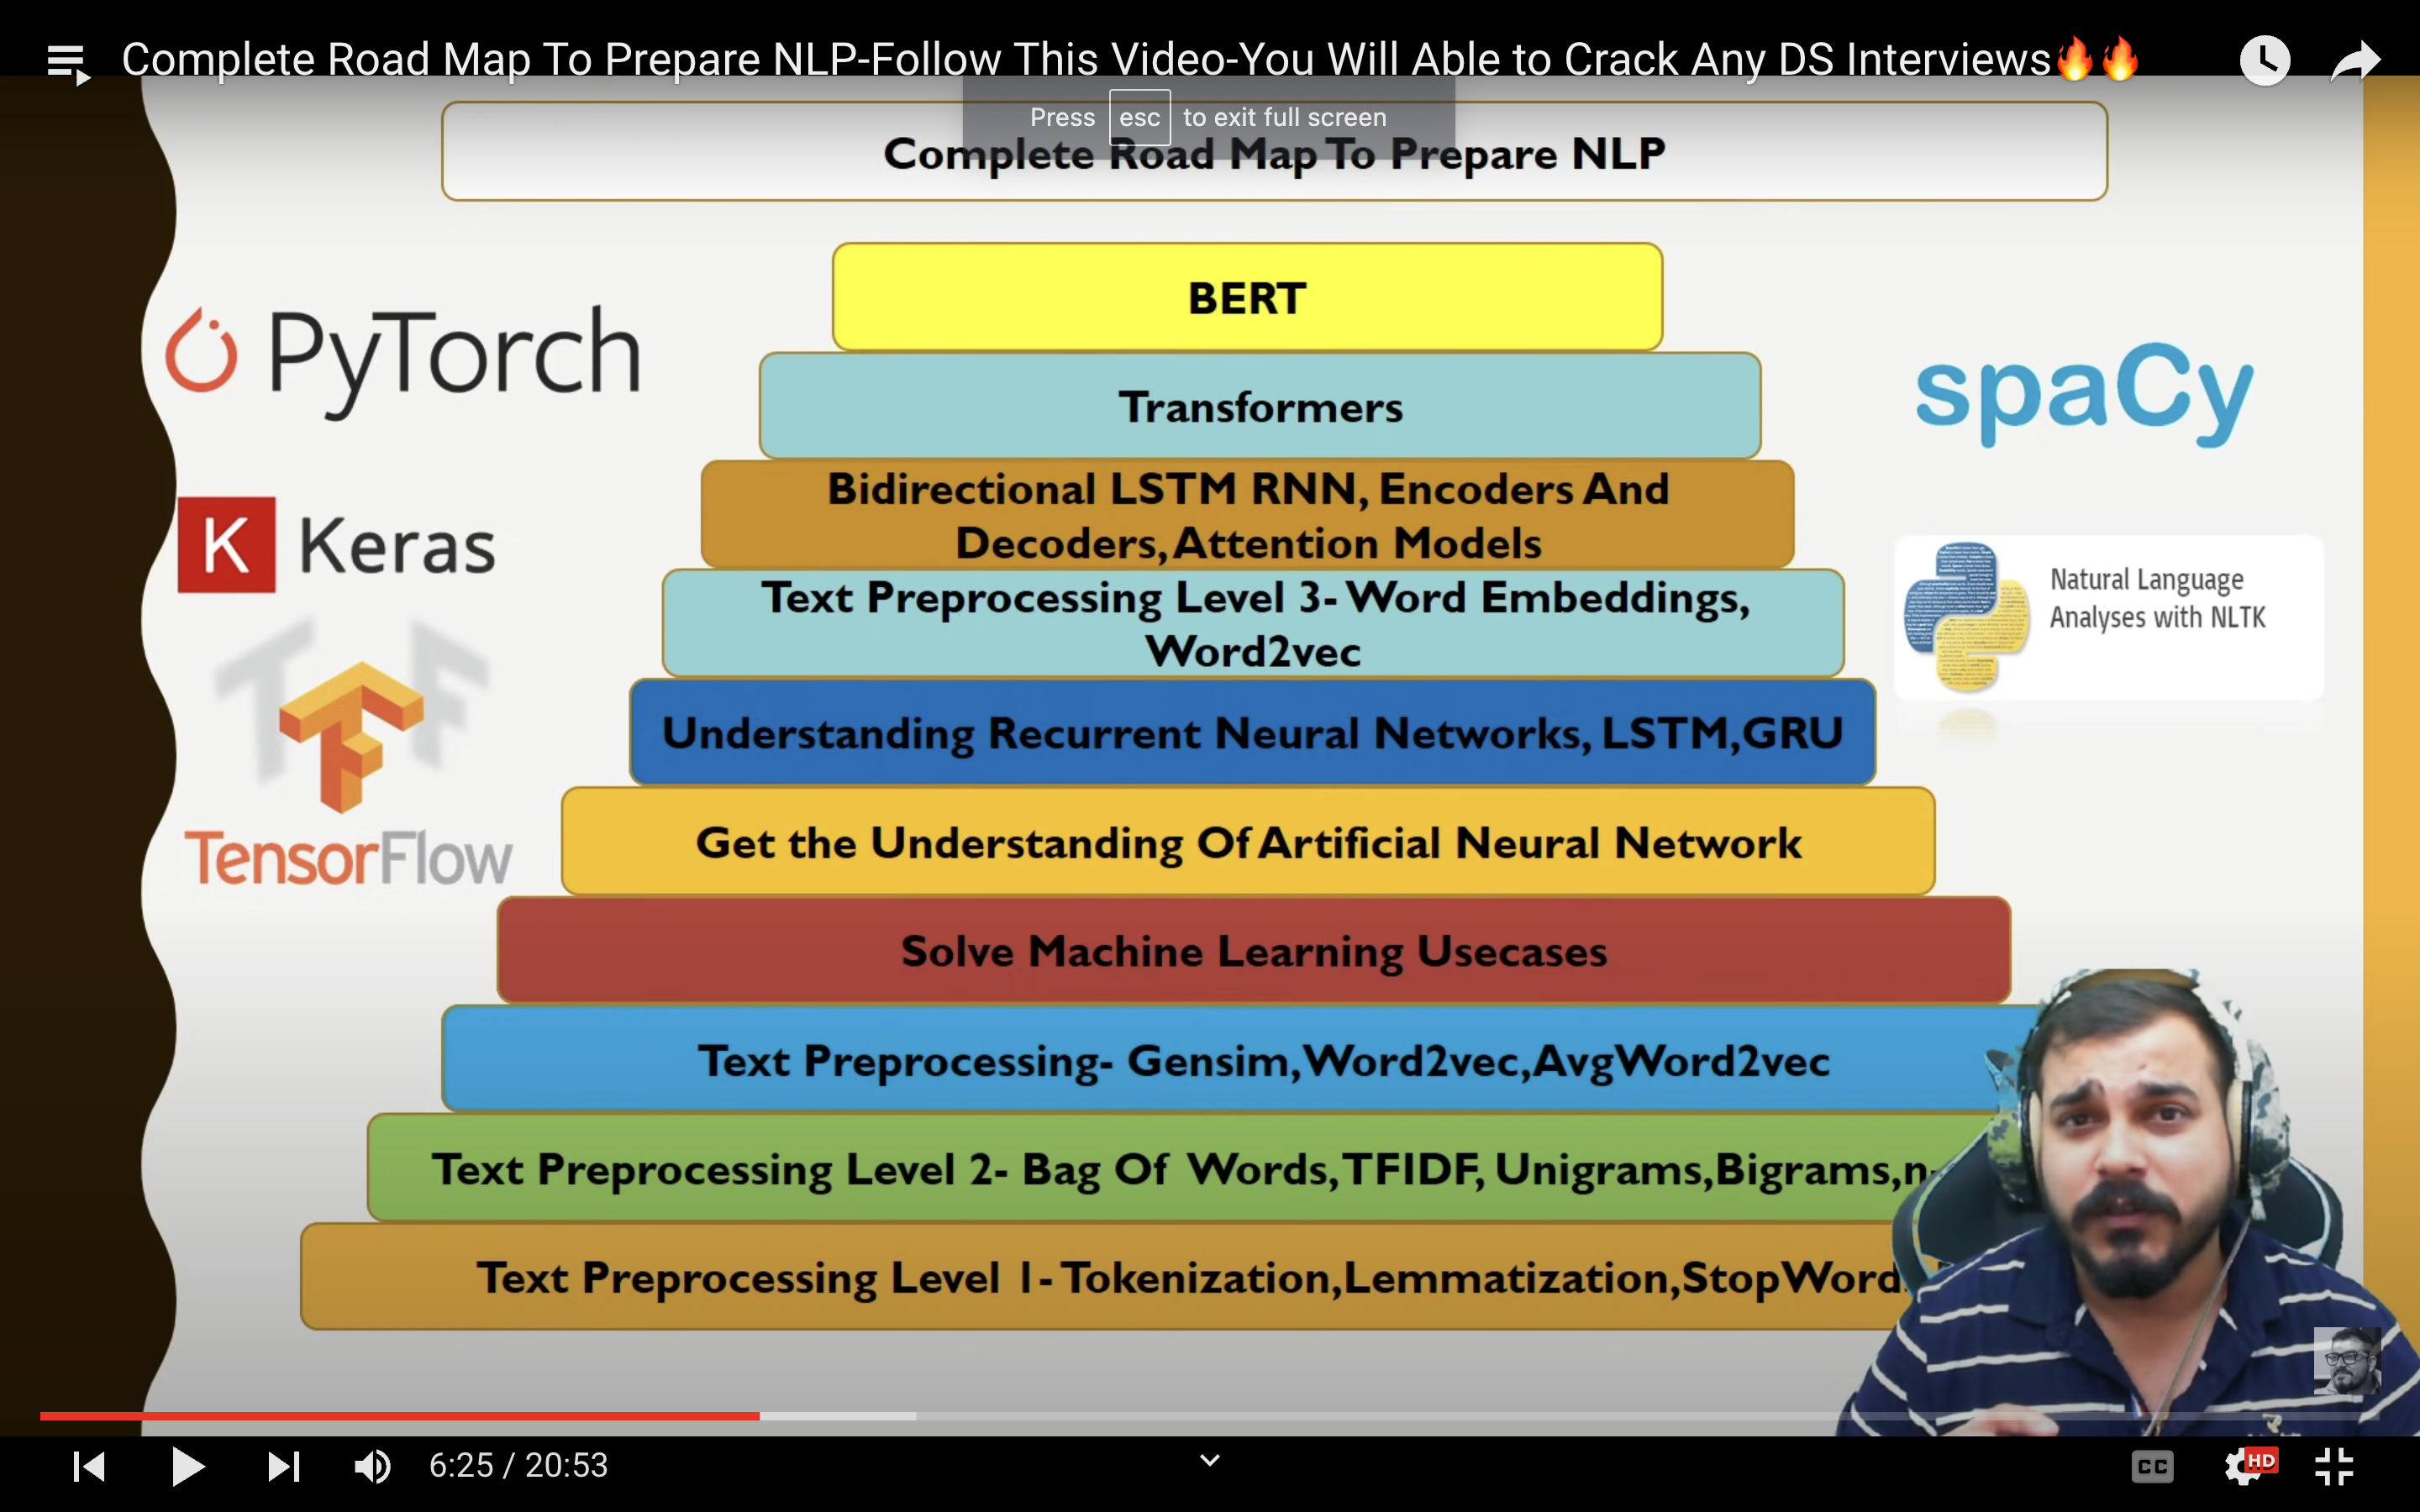 Complete Road Map To Prepare NLP-Follow This Video-You Will Able to Crack Any DS Interviews🔥🔥
Press esc to exit full screen
Complete Road Map To Prepare NLP
BERT
Transformers
Bidirectional LSTM RNN, Encoders And
Decoders, Attention Models
Text Preprocessing Level 3- Word Embeddings,
Word2vec
Understanding Recurrent Neural Networks, LSTM,GRU
Get the Understanding Of Artificial Neural Network
Solve Machine Learning Usecases
Text Preprocessing- Gensim,Word2vec,AvgWord2vec
Text Preprocessing Level 2- Bag Of Words,TFIDF, Unigrams,Bigrams,n-
Text Preprocessing Level 1- Tokenization,Lemmatization,StopWord
PyTorch
K Keras
TF
TensorFlow
spaCy
Natural Language
Analyses with NLTK
6:25 / 20:53
CC
HD